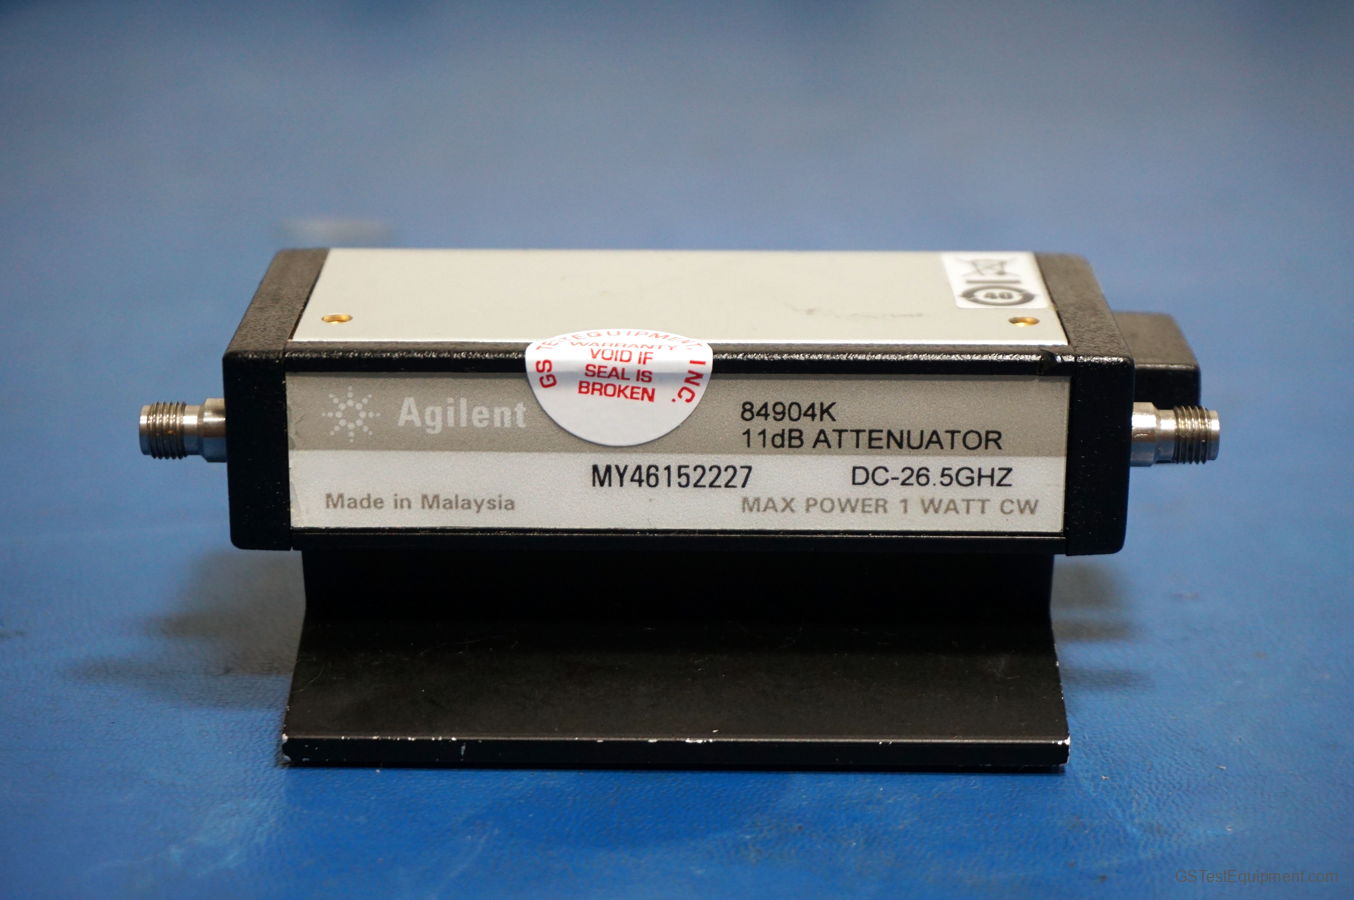 40
GS TEST EQUIPMENT INC.
WARRANTY
VOID IF
SEAL IS
BROKEN
Agilent
84904K
11dB ATTENUATOR
MY46152227
DC-26.5GHZ
Made in Malaysia
MAX POWER 1 WATT CW
GSTestEquipment.com